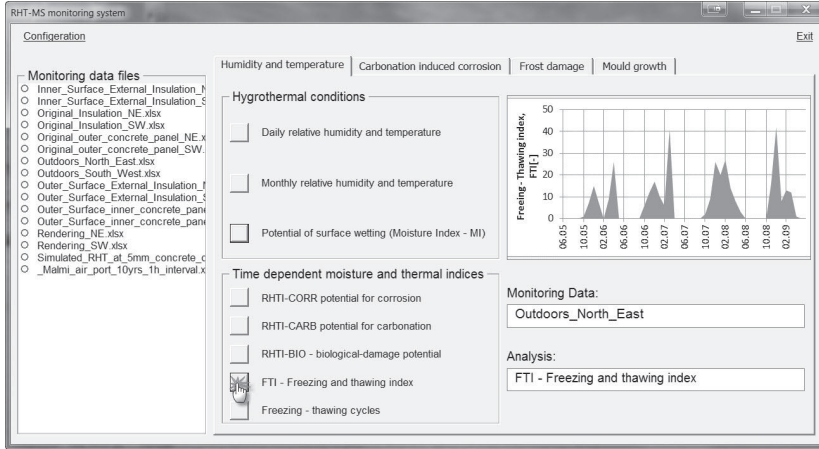 RHT-MS monitoring system
Configeration
Exit
Monitoring data files
Inner_Surface_External_Insulation_N
Inner_Surface_External_Insulation_S
Original_Insulation_NE.xlsx
Original_Insulation_SW.xlsx
Original_outer_concrete_panel_NE.x
Original_outer_concrete_panel_SW.
Outdoors_North_East.xlsx
Outdoors_South_West.xlsx
Outer_Surface_External_Insulation_N
Outer_Surface_External_Insulation_S
Outer_Surface_inner_concrete_pane
Outer_Surface_inner_concrete_pane
Rendering_NE.xlsx
Rendering_SW.xlsx
Simulated_RHT_at_5mm_concrete_c
_Malmi_air_port_10yrs_1h_interval.x
Humidity and temperature
Carbonation induced corrosion
Frost damage
Mould growth
Hygrothermal conditions
Daily relative humidity and temperature
Monthly relative humidity and temperature
Potential of surface wetting (Moisture Index - MI)
Time dependent moisture and thermal indices
RHTI-CORR potential for corrosion
RHTI-CARB potential for carbonation
RHTI-BIO - biological-damage potential
FTI - Freezing and thawing index
Freezing - thawing cycles
Freeing - Thawing index,
FTI[-]
50
40
30
20
10
0
06.05
10.05
02.06
06.06
10.06
02.07
06.07
10.07
02.08
06.08
10.08
02.09
Monitoring Data:
Outdoors_North_East
Analysis:
FTI - Freezing and thawing index